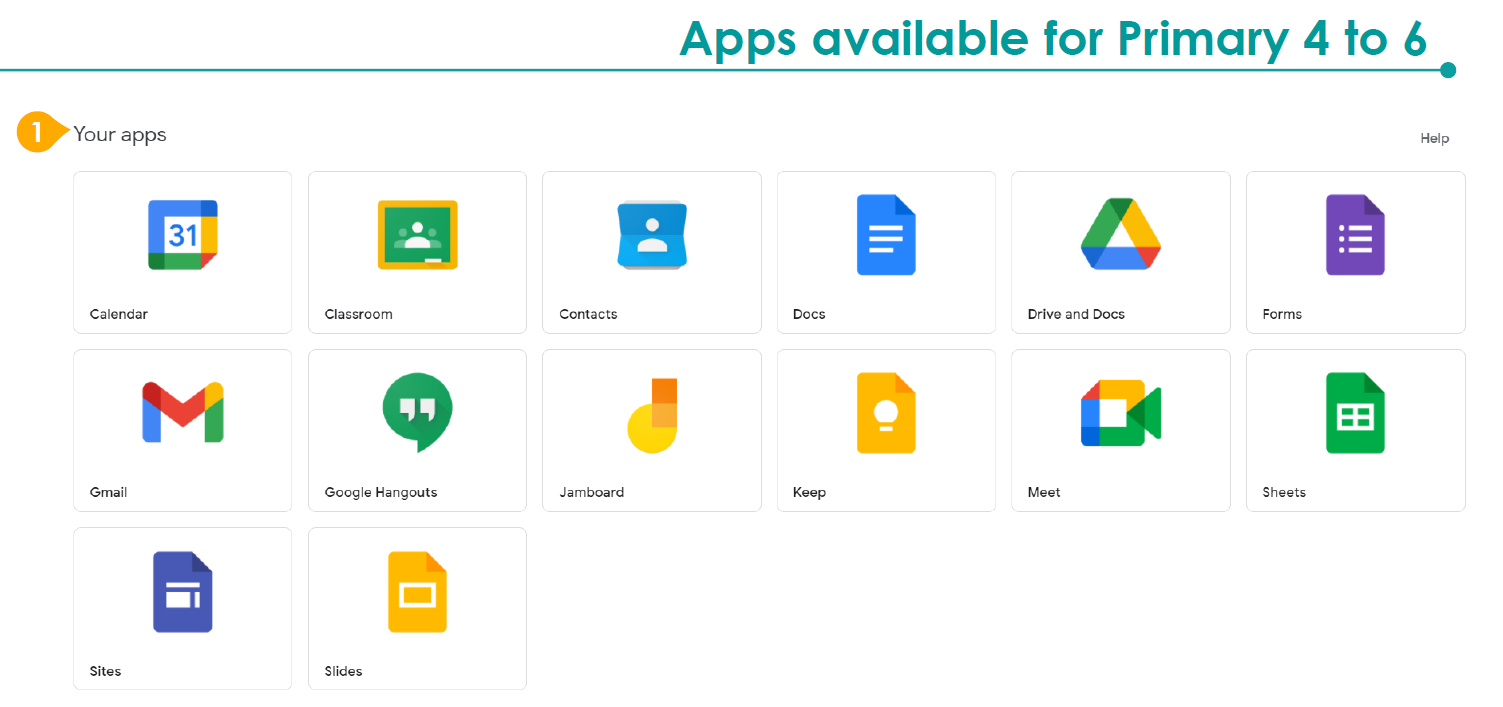 Apps available for Primary 4 to 6
1
Your apps
Help
31
Calendar
Classroom
Contacts
Docs
Drive and Docs
Forms
Gmail
Google Hangouts
Jamboard
Keep
Meet
Sheets
Sites
Slides